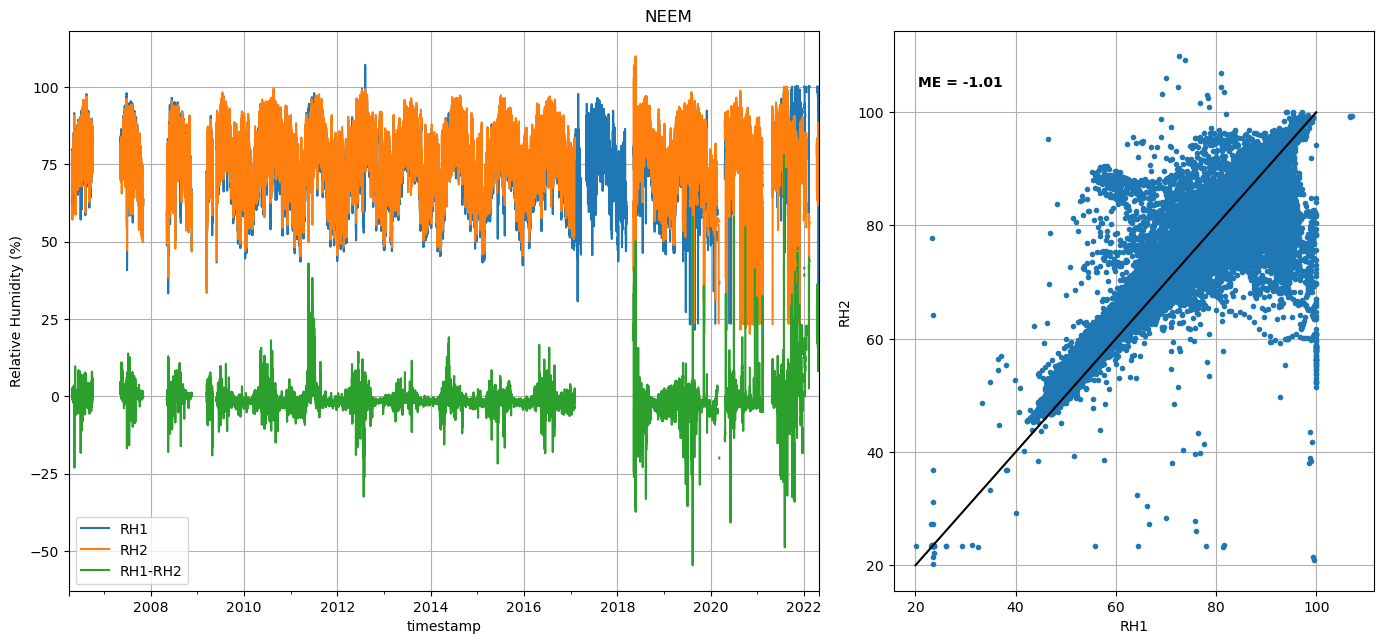 NEEM
Relative Humidity (%)
100
75
50
25
0
−25
−50
RH1
RH2
RH1-RH2
2008 2010 2012 2014 2016 2018 2020 2022
timestamp
ME = -1.01
RH2
100
80
60
40
20
20 40 60 80 100
RH1